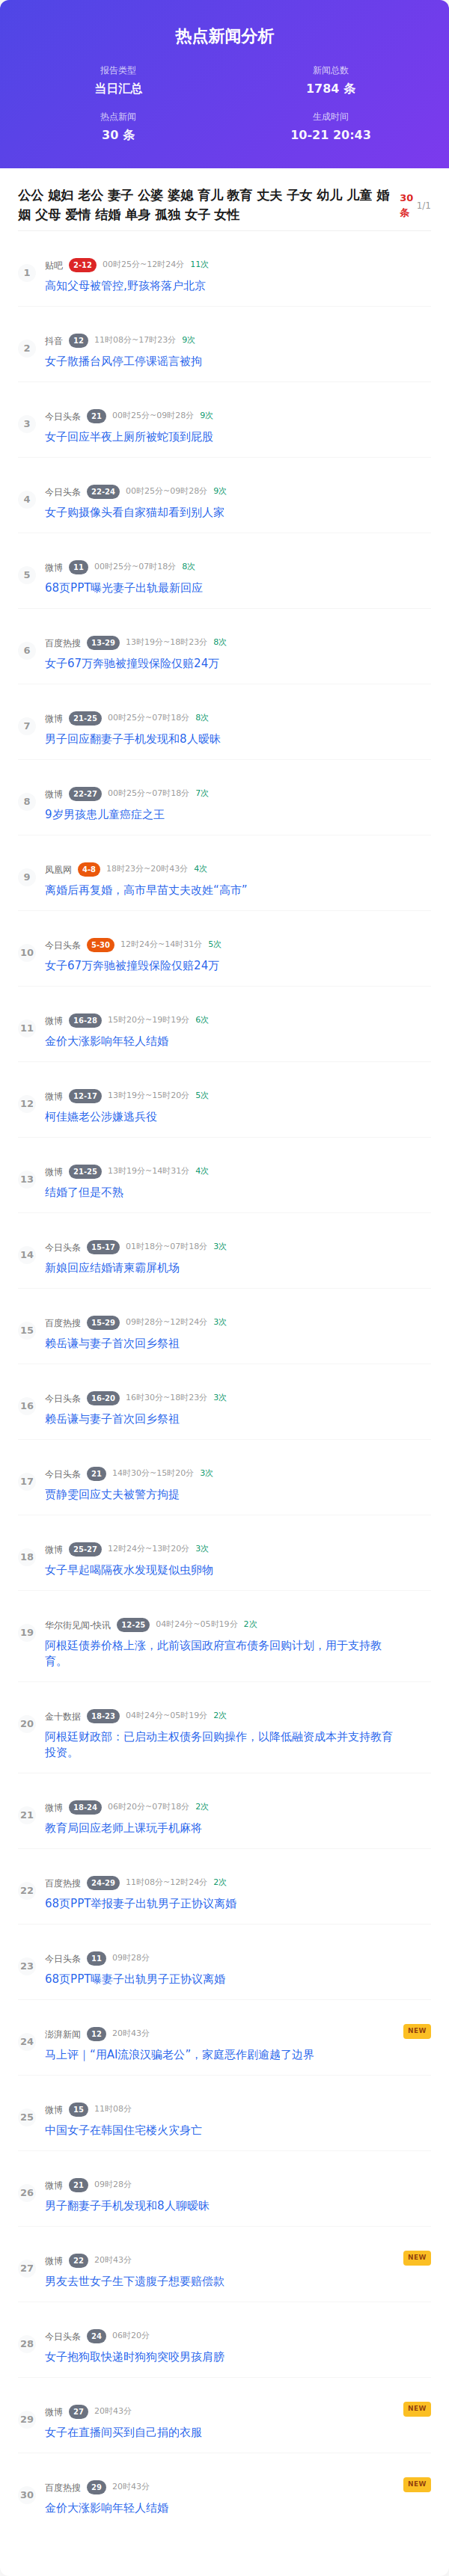 热点新闻分析
报告类型
新闻总数
当日汇总
1784 条
热点新闻
生成时间
30 条
10-21 20:43
公公 媳妇 老公 妻子 公婆 婆媳 育儿 教育 丈夫 子女 幼儿 儿童 婚
姻 父母 爱情 结婚 单身 孤独 女子 女性
30
条
1/1
1
贴吧 2-12 00时25分~12时24分 11次
高知父母被管控,野孩将落户北京
2
抖音 12 11时08分~17时23分 9次
女子散播台风停工停课谣言被拘
3
今日头条 21 00时25分~09时28分 9次
女子回应半夜上厕所被蛇顶到屁股
4
今日头条 22-24 00时25分~09时28分 9次
女子购摄像头看自家猫却看到别人家
5
微博 11 00时25分~07时18分 8次
68页PPT曝光妻子出轨最新回应
6
百度热搜 13-29 13时19分~18时23分 8次
女子67万奔驰被撞毁保险仅赔24万
7
微博 21-25 00时25分~07时18分 8次
男子回应翻妻子手机发现和8人暧昧
8
微博 22-27 00时25分~07时18分 7次
9岁男孩患儿童癌症之王
9
凤凰网 4-8 18时23分~20时43分 4次
离婚后再复婚，高市早苗丈夫改姓“高市”
10
今日头条 5-30 12时24分~14时31分 5次
女子67万奔驰被撞毁保险仅赔24万
11
微博 16-28 15时20分~19时19分 6次
金价大涨影响年轻人结婚
12
微博 12-17 13时19分~15时20分 5次
柯佳嬿老公涉嫌逃兵役
13
微博 21-25 13时19分~14时31分 4次
结婚了但是不熟
14
今日头条 15-17 01时18分~07时18分 3次
新娘回应结婚请柬霸屏机场
15
百度热搜 15-29 09时28分~12时24分 3次
赖岳谦与妻子首次回乡祭祖
16
今日头条 16-20 16时30分~18时23分 3次
赖岳谦与妻子首次回乡祭祖
17
今日头条 21 14时30分~15时20分 3次
贾静雯回应丈夫被警方拘提
18
微博 25-27 12时24分~13时20分 3次
女子早起喝隔夜水发现疑似虫卵物
19
华尔街见闻-快讯 12-25 04时24分~05时19分 2次
阿根廷债券价格上涨，此前该国政府宣布债务回购计划，用于支持教
育。
20
金十数据 18-23 04时24分~05时19分 2次
阿根廷财政部：已启动主权债务回购操作，以降低融资成本并支持教育
投资。
21
微博 18-24 06时20分~07时18分 2次
教育局回应老师上课玩手机麻将
22
百度热搜 24-29 11时08分~12时24分 2次
68页PPT举报妻子出轨男子正协议离婚
23
今日头条 11 09时28分
68页PPT曝妻子出轨男子正协议离婚
24
澎湃新闻 12 20时43分
NEW
马上评｜“用AI流浪汉骗老公”，家庭恶作剧逾越了边界
25
微博 15 11时08分
中国女子在韩国住宅楼火灾身亡
26
微博 21 09时28分
男子翻妻子手机发现和8人聊暧昧
27
微博 22 20时43分
NEW
男友去世女子生下遗腹子想要赔偿款
28
今日头条 24 06时20分
女子抱狗取快递时狗狗突咬男孩肩膀
29
微博 27 20时43分
NEW
女子在直播间买到自己捐的衣服
30
百度热搜 29 20时43分
NEW
金价大涨影响年轻人结婚